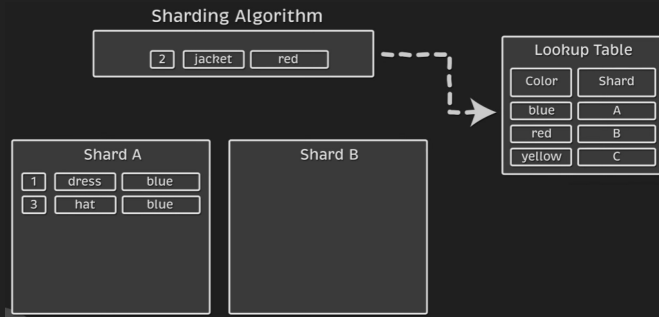 Sharding Algorithm
2 jacket red
Lookup Table
Color Shard
blue A
red B
yellow C
Shard A
1 dress blue
3 hat blue
Shard B